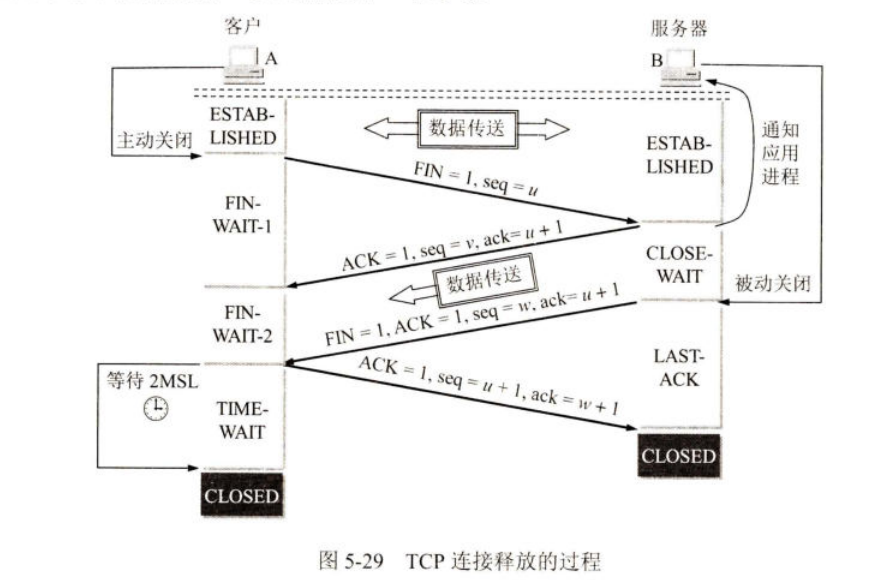 客户
服务器
A
B
ESTAB-
LISHED
数据传送
主动关闭
ESTAB-
LISHED
通知
应用
进程
FIN = 1, seq = u
FIN-
WAIT-1
ACK = 1, seq = v, ack= u + 1
CLOSE-
WAIT
数据传送
被动关闭
FIN-
WAIT-2
FIN = 1, ACK = 1, seq = w, ack= u + 1
LAST-
ACK
ACK = 1, seq = u + 1, ack = w + 1
等待 2MSL
TIME-
WAIT
CLOSED
CLOSED
图 5-29 TCP 连接释放的过程